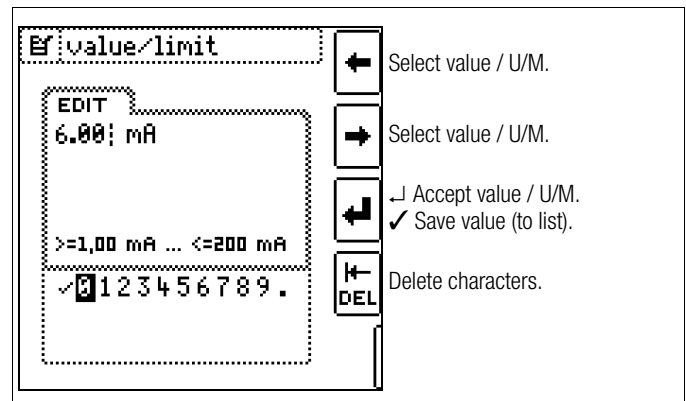 value/limit
EDIT
6.00¦ mA
>=1,00 mA ... <=200 mA
✓0123456789.
DEL
Select value / U/M.
Select value / U/M.
↵ Accept value / U/M.
✓ Save value (to list).
Delete characters.